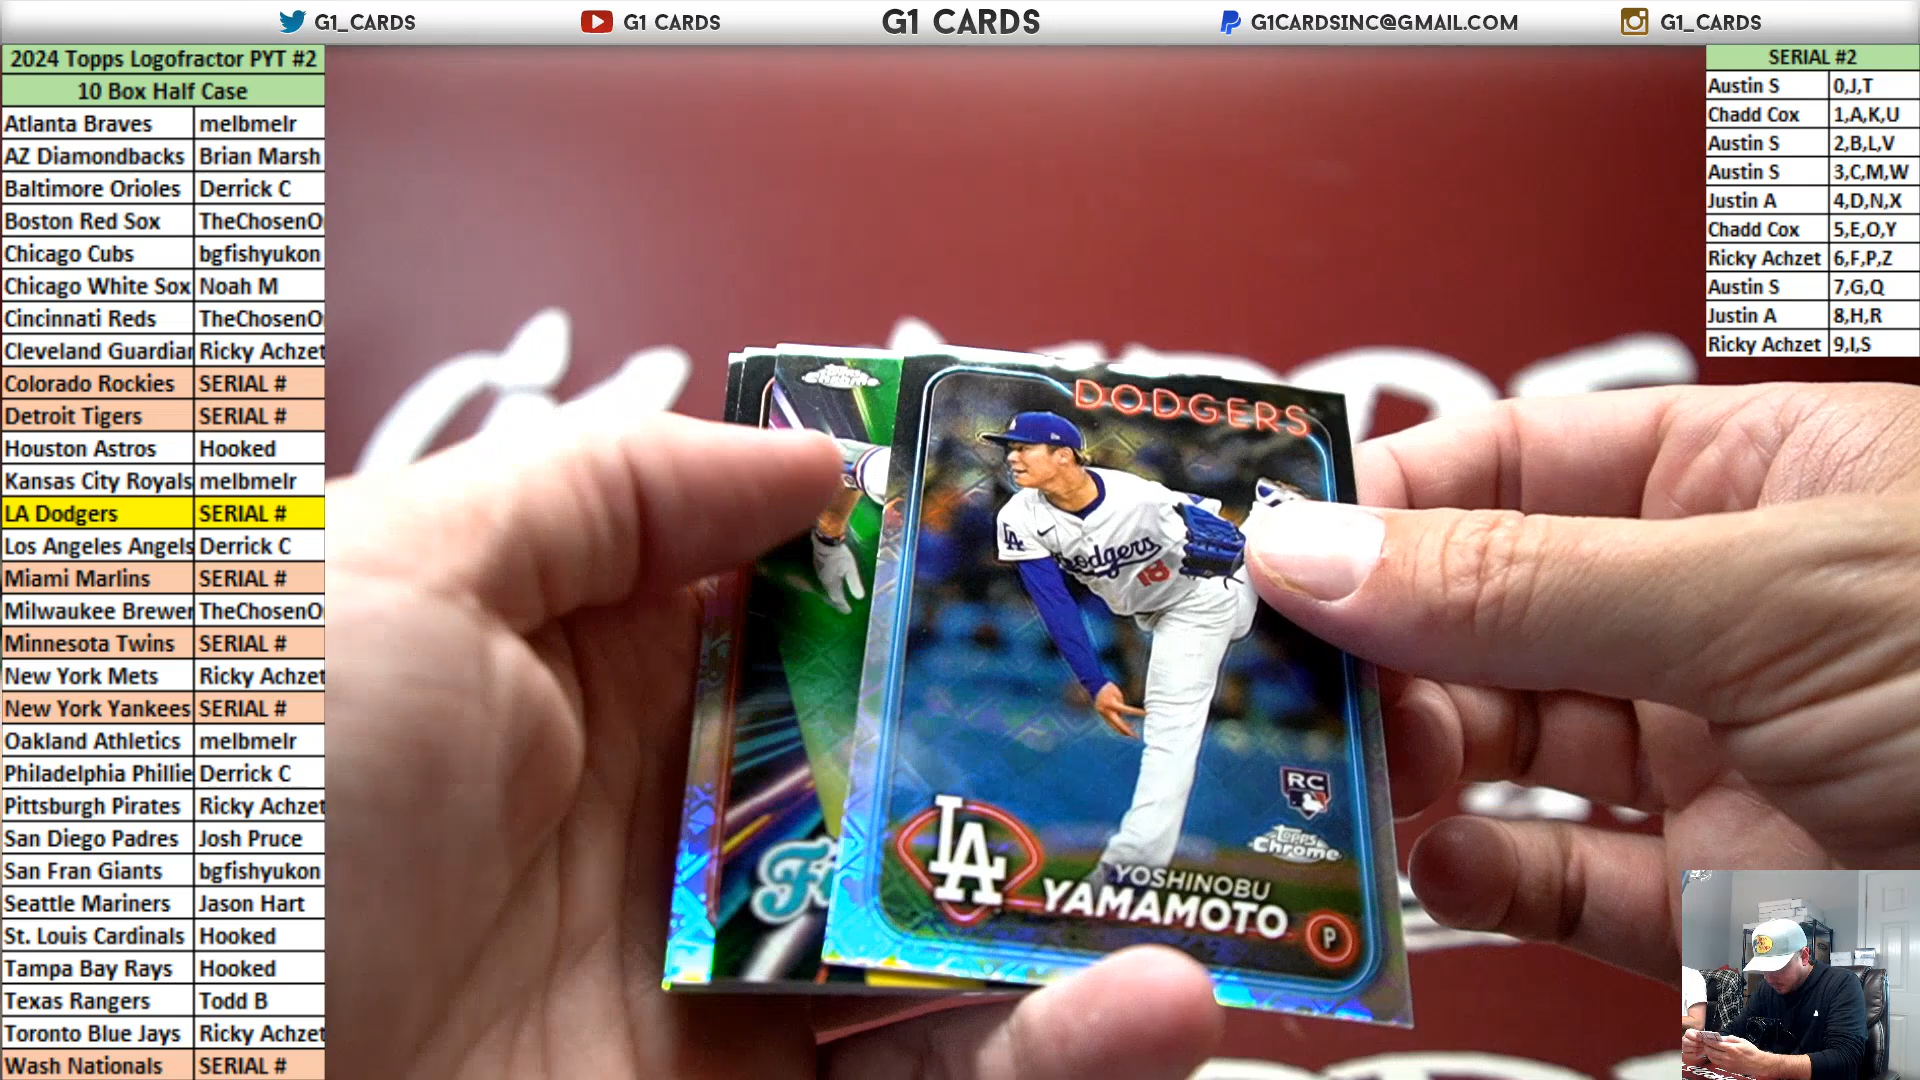 G1_CARDS
G1 CARDS
G1 CARDS
G1CARDSINC@GMAIL.COM
G1_CARDS
2024 Topps Logofractor PYT #2
10 Box Half Case
Atlanta Braves melbmelr
AZ Diamondbacks Brian Marsh
Baltimore Orioles Derrick C
Boston Red Sox TheChosenO
Chicago Cubs bgfishyukon
Chicago White Sox Noah M
Cincinnati Reds TheChosenO
Cleveland Guardian Ricky Achzet
Colorado Rockies SERIAL #
Detroit Tigers SERIAL #
Houston Astros Hooked
Kansas City Royals melbmelr
LA Dodgers SERIAL #
Los Angeles Angels Derrick C
Miami Marlins SERIAL #
Milwaukee Brewer TheChosenO
Minnesota Twins SERIAL #
New York Mets Ricky Achzet
New York Yankees SERIAL #
Oakland Athletics melbmelr
Philadelphia Phillie Derrick C
Pittsburgh Pirates Ricky Achzet
San Diego Padres Josh Pruce
San Fran Giants bgfishyukon
Seattle Mariners Jason Hart
St. Louis Cardinals Hooked
Tampa Bay Rays Hooked
Texas Rangers Todd B
Toronto Blue Jays Ricky Achzet
Wash Nationals SERIAL #
SERIAL #2
Austin S 0,J,T
Chadd Cox 1,A,K,U
Austin S 2,B,L,V
Austin S 3,C,M,W
Justin A 4,D,N,X
Chadd Cox 5,E,O,Y
Ricky Achzet 6,F,P,Z
Austin S 7,G,Q
Justin A 8,H,R
Ricky Achzet 9,I,S
DODGERS
LA
Dodgers
18
RC
Topps
Chrome
LA
YOSHINOBU
YAMAMOTO
P